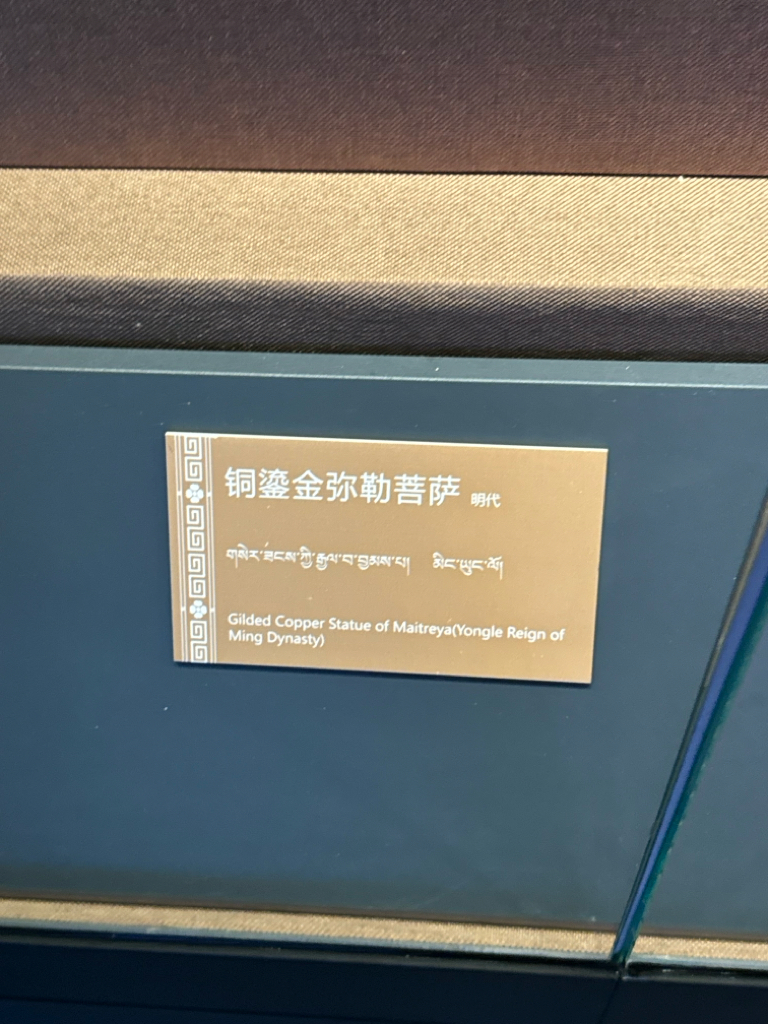 铜鎏金弥勒菩萨 明代
གསེར་ཟངས་ཀྱི་རྒྱལ་བ་བྱམས་པ། མིང་ཡུང་ལོ།
Gilded Copper Statue of Maitreya(Yongle Reign of
Ming Dynasty)